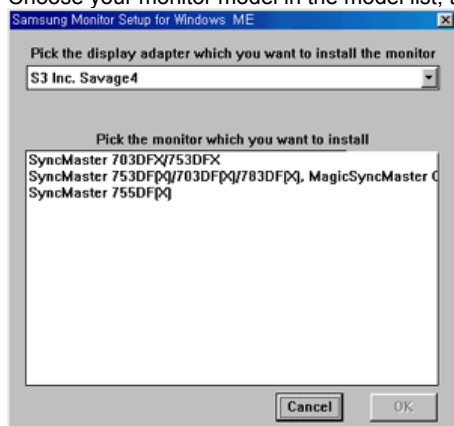 Choose your monitor model in the model list, t
Samsung Monitor Setup for Windows  ME
Pick the display adapter which you want to install the monitor
S3 Inc. Savage4
Pick the monitor which you want to install
SyncMaster 703DFX/753DFX
SyncMaster 753DF[X]/703DF[X]/783DF[X], MagicSyncMaster C
SyncMaster 755DF[X]
Cancel
OK